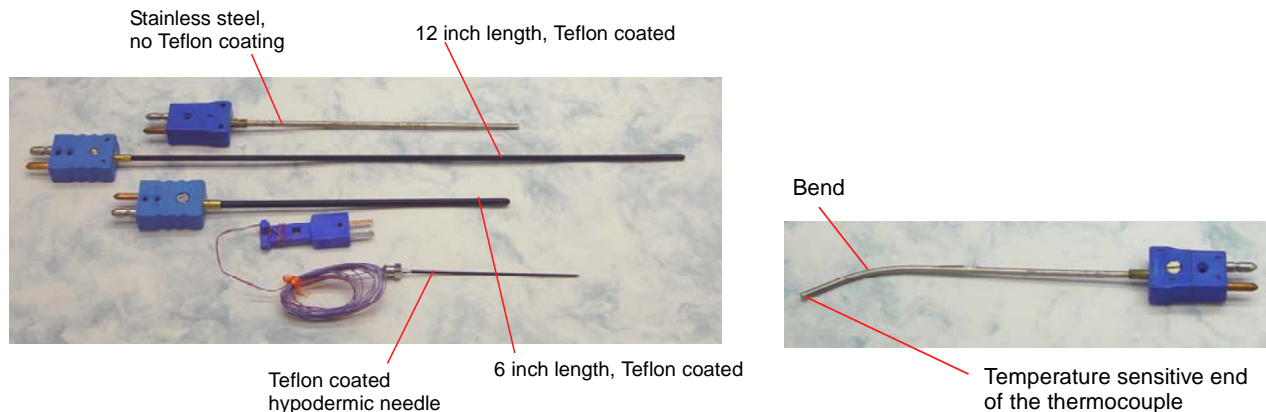 Stainless steel,
no Teflon coating
12 inch length, Teflon coated
Teflon coated
hypodermic needle
6 inch length, Teflon coated
Bend
Temperature sensitive end
of the thermocouple